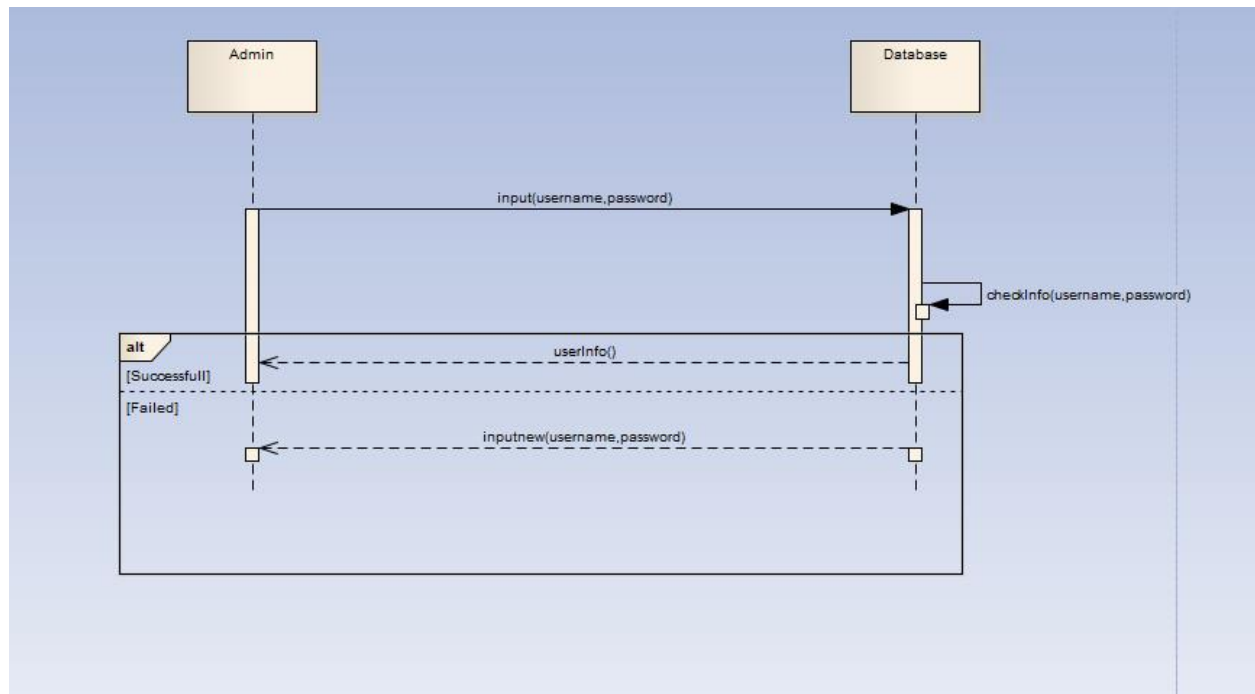 Admin
Database
input(username,password)
checkInfo(username,password)
alt
userInfo()
[Successfull]
[Failed]
inputnew(username,password)